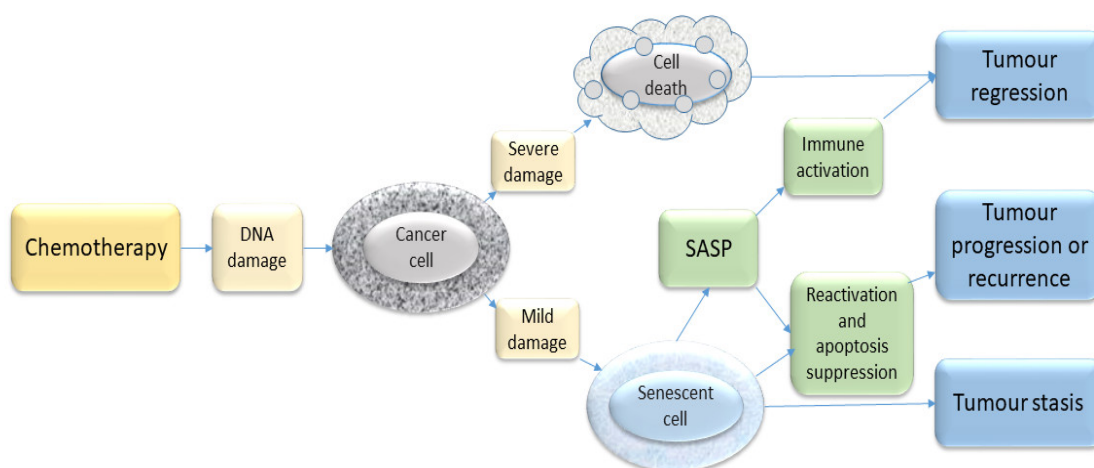 Chemotherapy
DNA
damage
Cancer
cell
Severe
damage
Mild
damage
Cell
death
Senescent
cell
SASP
Immune
activation
Reactivation
and
apoptosis
suppression
Tumour
regression
Tumour
progression or
recurrence
Tumour stasis